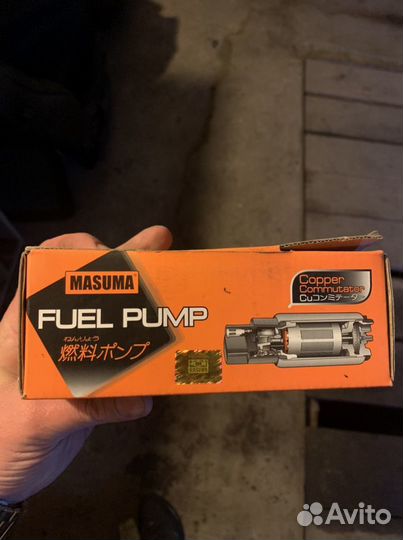 MASUMA
FUEL PUMP
ねんりょう
燃料ポンプ
Copper
Commutator
Cuコンミテータ
Avito